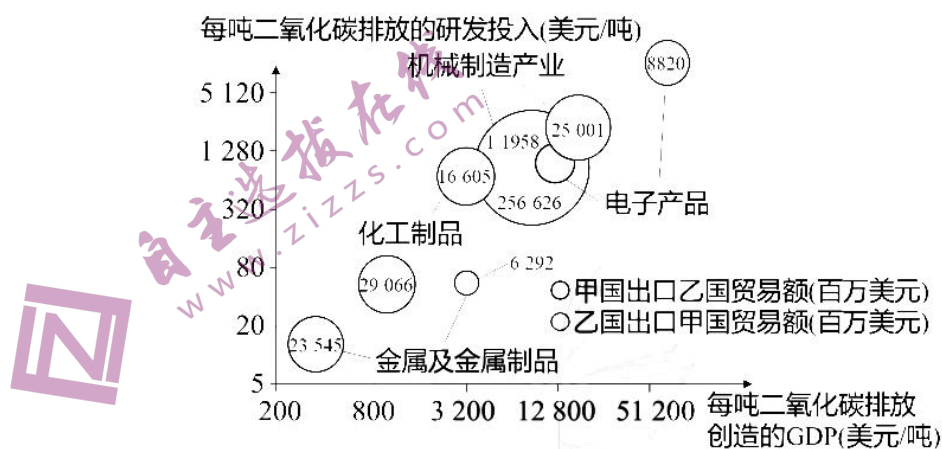 每吨二氧化碳排放的研发投入(美元/吨)
机械制造产业
8820
5 120
25 001
1 1958
1 280
16 605
256 626
电子产品
320
化工制品
80
6 292
29 066
○甲国出口乙国贸易额(百万美元)
○乙国出口甲国贸易额(百万美元)
20
23 545
金属及金属制品
5
200 800 3 200 12 800 51 200
每吨二氧化碳排放
创造的GDP(美元/吨)
自主选拔在线
www.zizzs.com